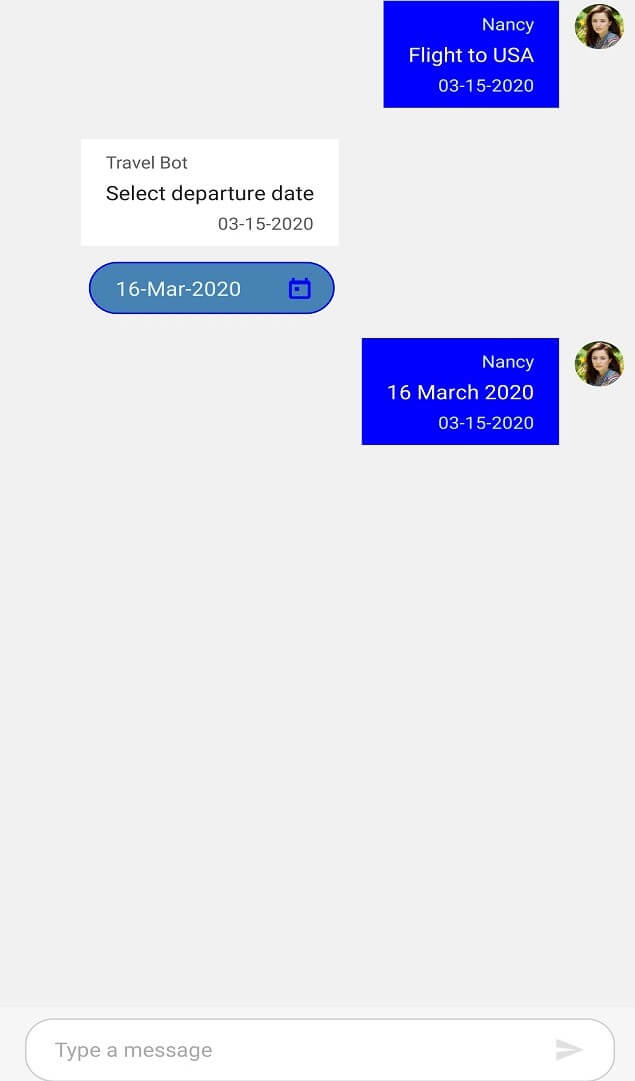 Nancy
Flight to USA
03-15-2020
Travel Bot
Select departure date
03-15-2020
16-Mar-2020
Nancy
16 March 2020
03-15-2020
Type a message